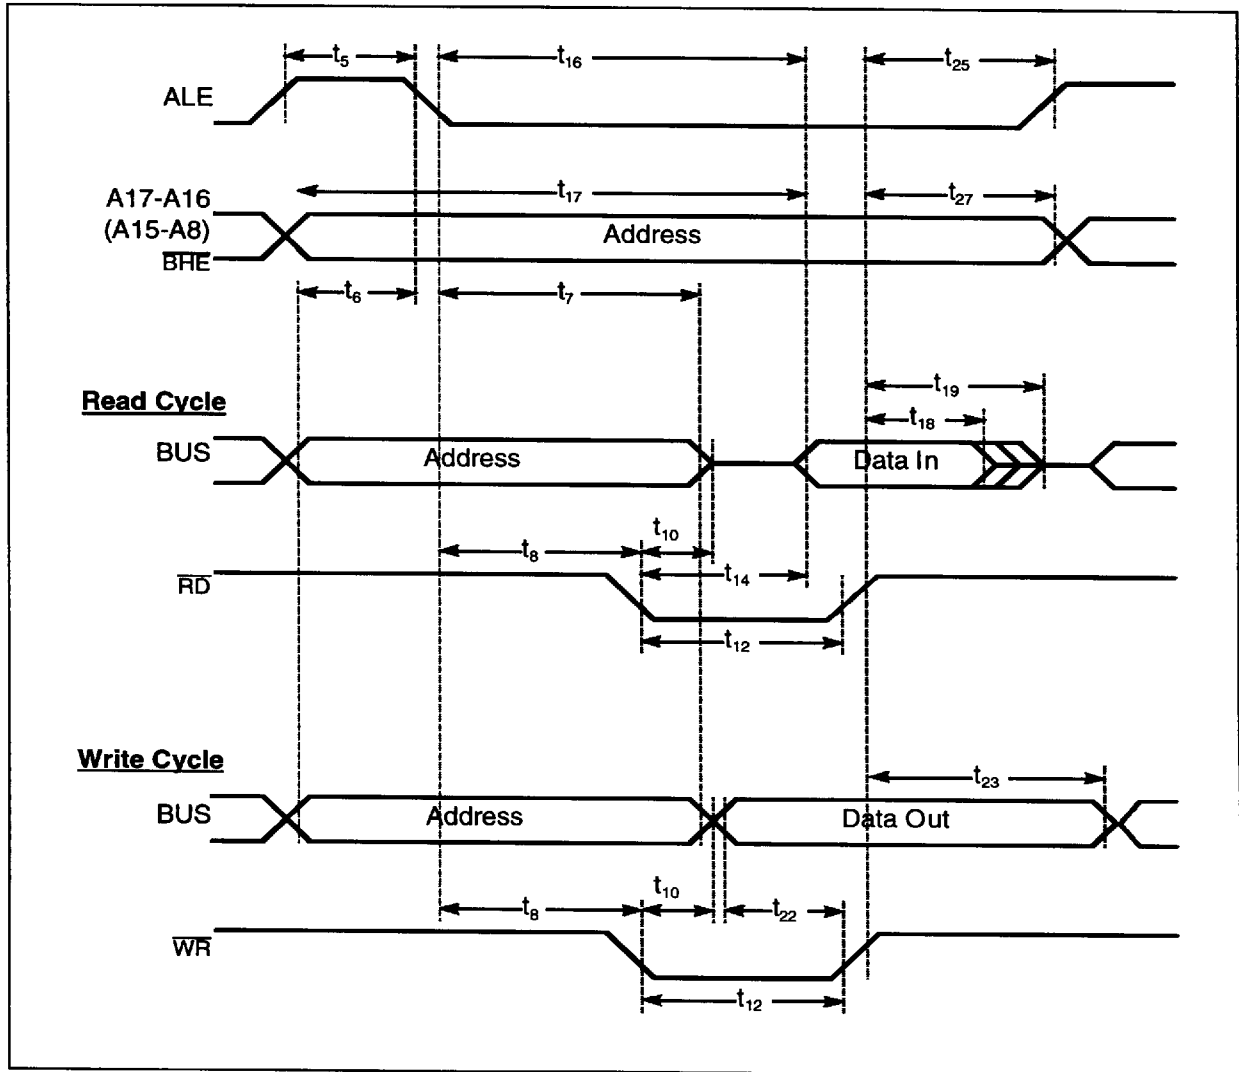 t5
t16
t25
ALE
A17-A16
(A15-A8)
BHE
t17
t27
Address
t6
t7
Read Cycle
t19
t18
BUS
Address
Data In
t10
t8
t14
RD
t12
Write Cycle
t23
BUS
Address
Data Out
t10
t8
t22
WR
t12